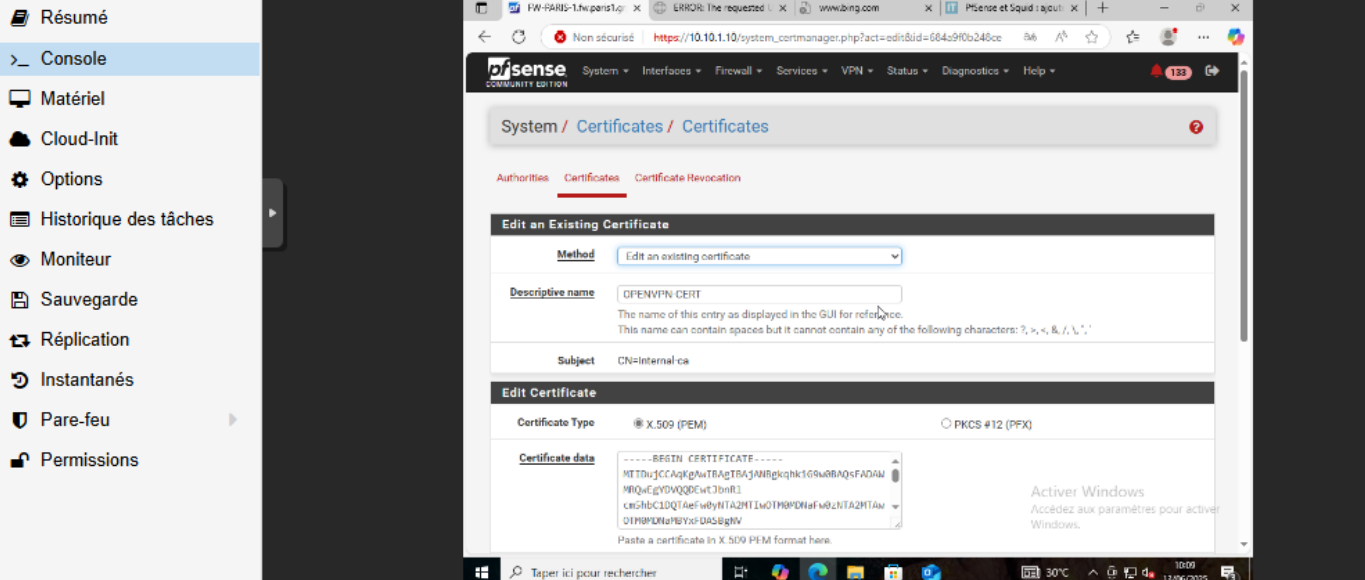 Résumé
Console
Matériel
Cloud-Init
Options
Historique des tâches
Moniteur
Sauvegarde
Réplication
Instantanés
Pare-feu
Permissions
FW-PARIS-1.fw.paris1.gr
ERROR: The requested U
www.bing.com
PfSense et Squid : ajout
Non sécurisé https://10.10.1.10/system_certmanager.php?act=edit&id=684a9f0b248ce
pfsense
COMMUNITY EDITION
System Interfaces Firewall Services VPN Status Diagnostics Help 133
System / Certificates / Certificates
Authorities Certificates Certificate Revocation
Edit an Existing Certificate
Method Edit an existing certificate
Descriptive name OPENVPN-CERT
The name of this entry as displayed in the GUI for reference.
This name can contain spaces but it cannot contain any of the following characters: ?, >, <, &, /, \, ", '
Subject CN=internal-ca
Edit Certificate
Certificate Type X.509 (PEM) PKCS #12 (PFX)
Certificate data -----BEGIN CERTIFICATE-----
Paste a certificate in X.509 PEM format here.
Activer Windows
Accédez aux paramètres pour activer
Windows.
Taper ici pour rechercher
30°C
10:09
12/06/2025